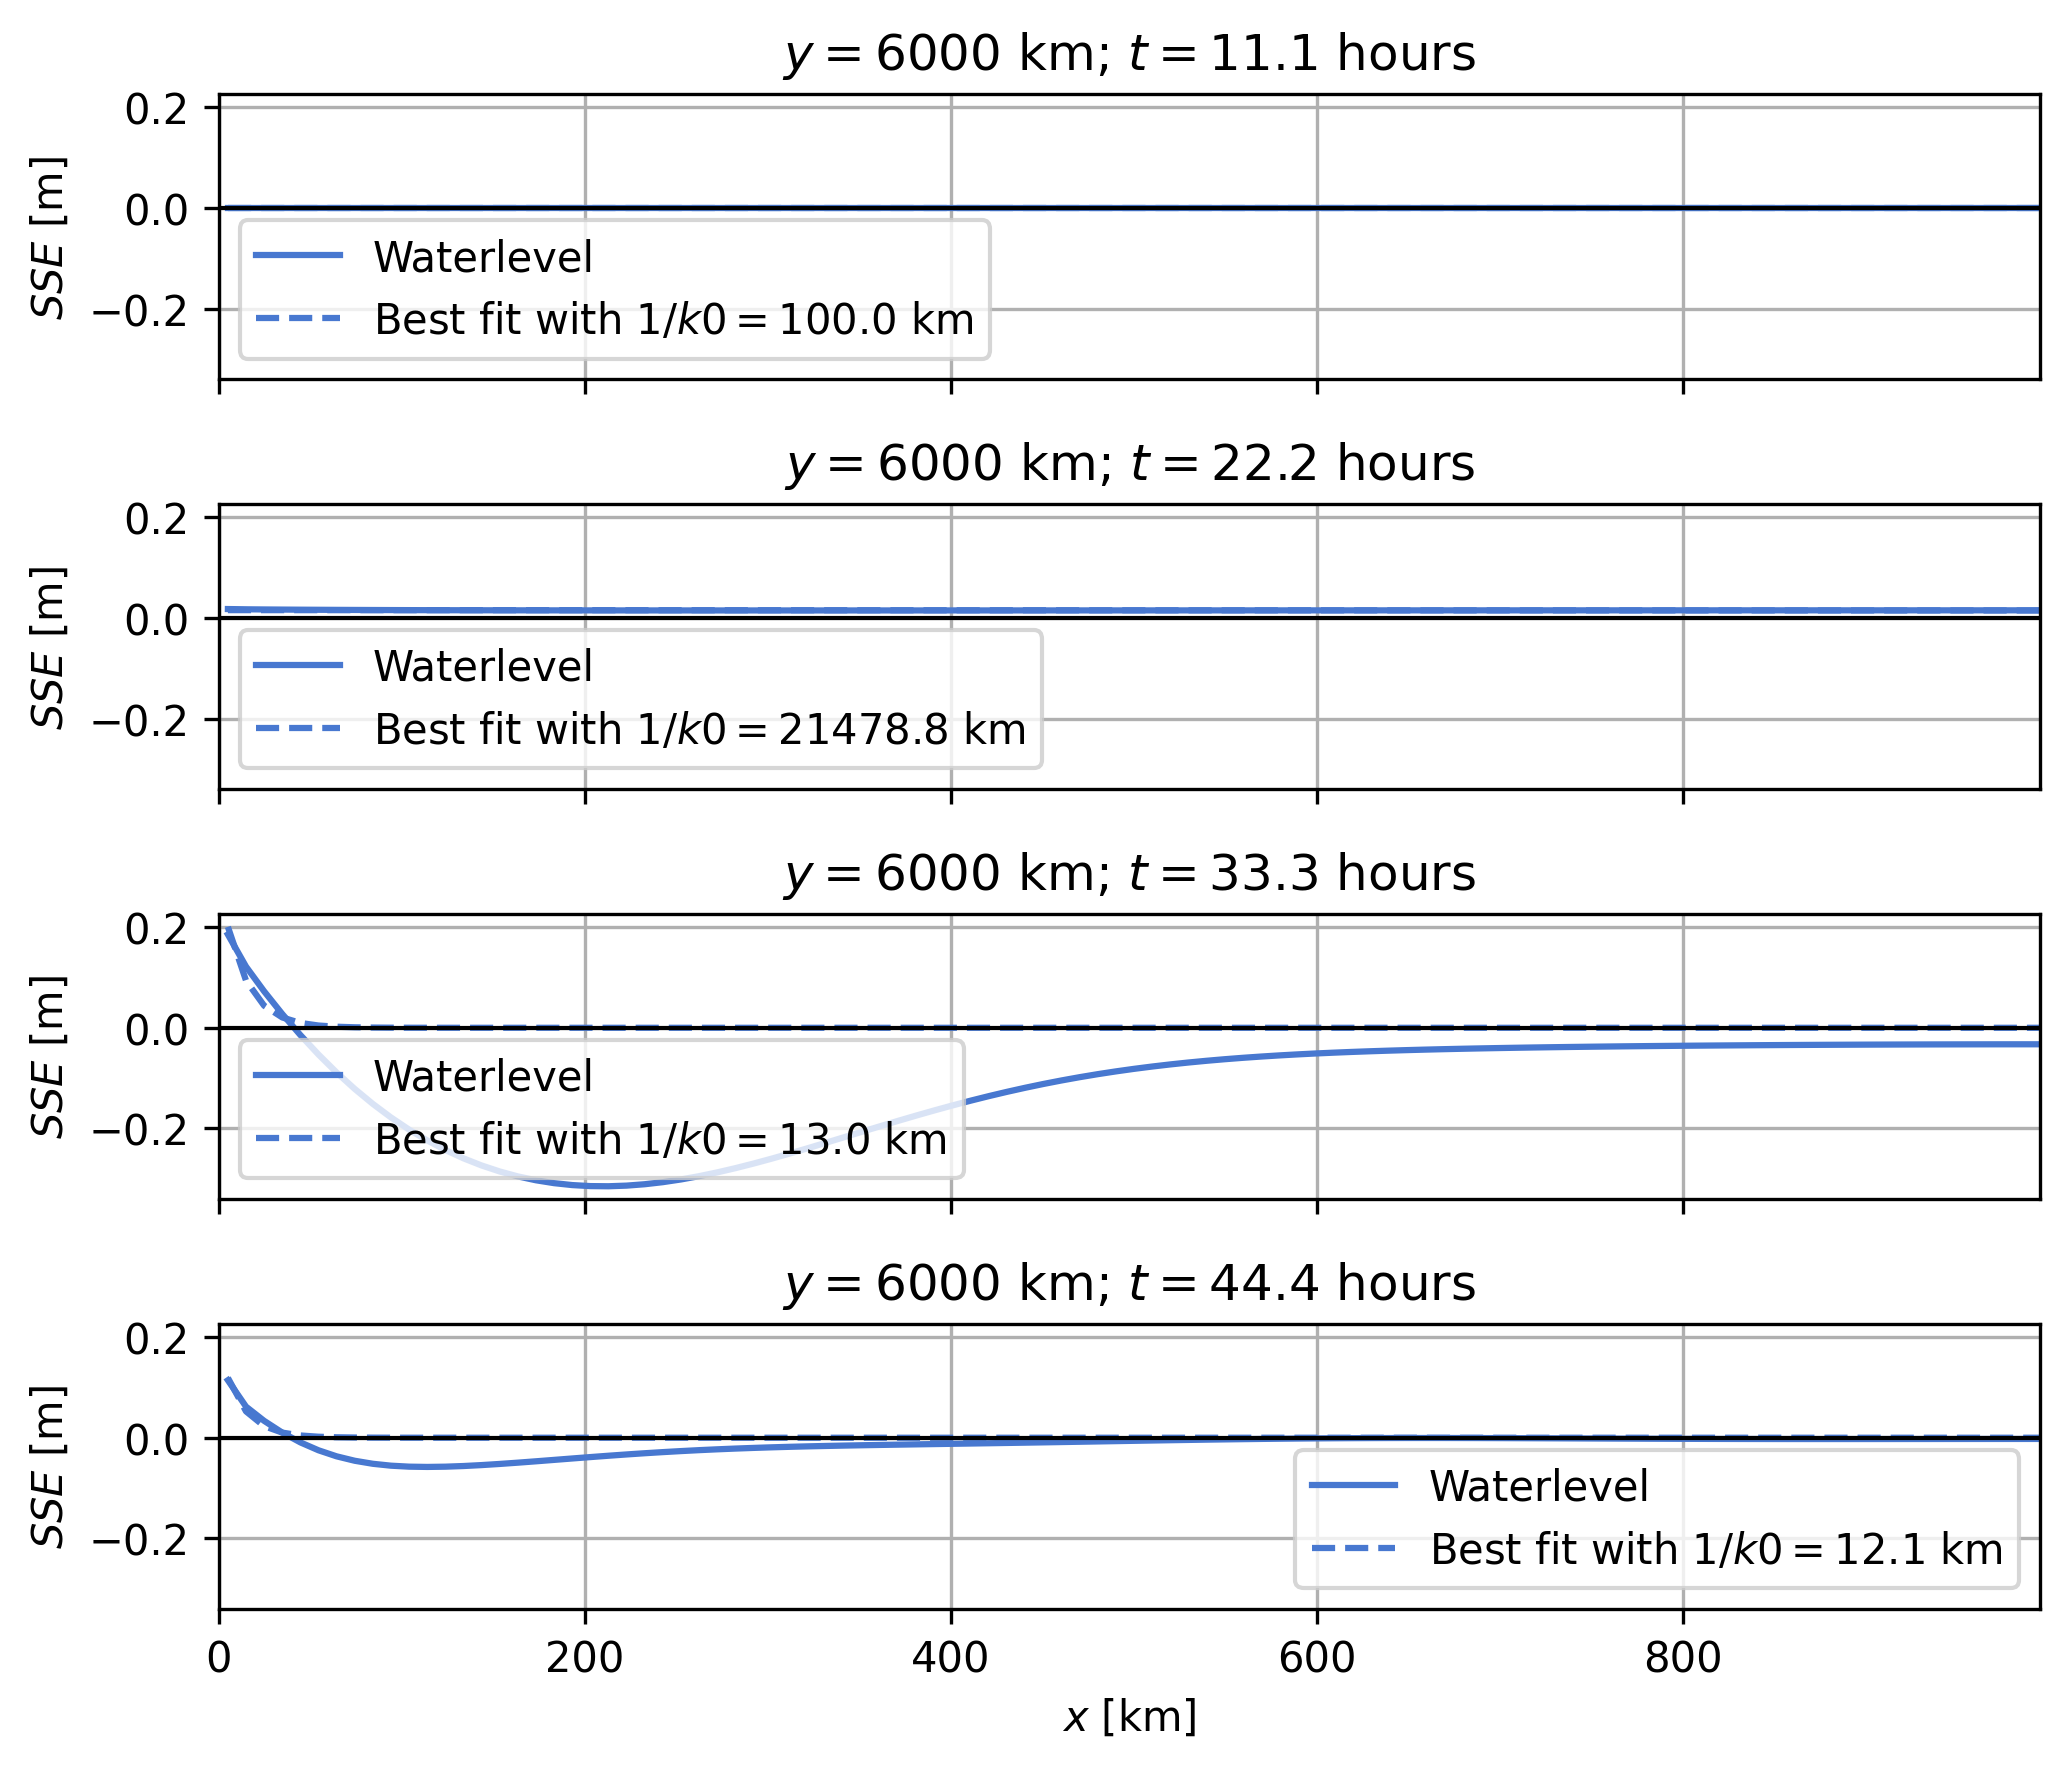 y = 6000 km; t = 11.1 hours
0.2
0.0
−0.2
SSE [m]
Waterlevel
Best fit with 1/k0 = 100.0 km
y = 6000 km; t = 22.2 hours
0.2
0.0
−0.2
SSE [m]
Waterlevel
Best fit with 1/k0 = 21478.8 km
y = 6000 km; t = 33.3 hours
0.2
0.0
−0.2
SSE [m]
Waterlevel
Best fit with 1/k0 = 13.0 km
y = 6000 km; t = 44.4 hours
0.2
0.0
−0.2
SSE [m]
Waterlevel
Best fit with 1/k0 = 12.1 km
0 200 400 600 800
x [km]